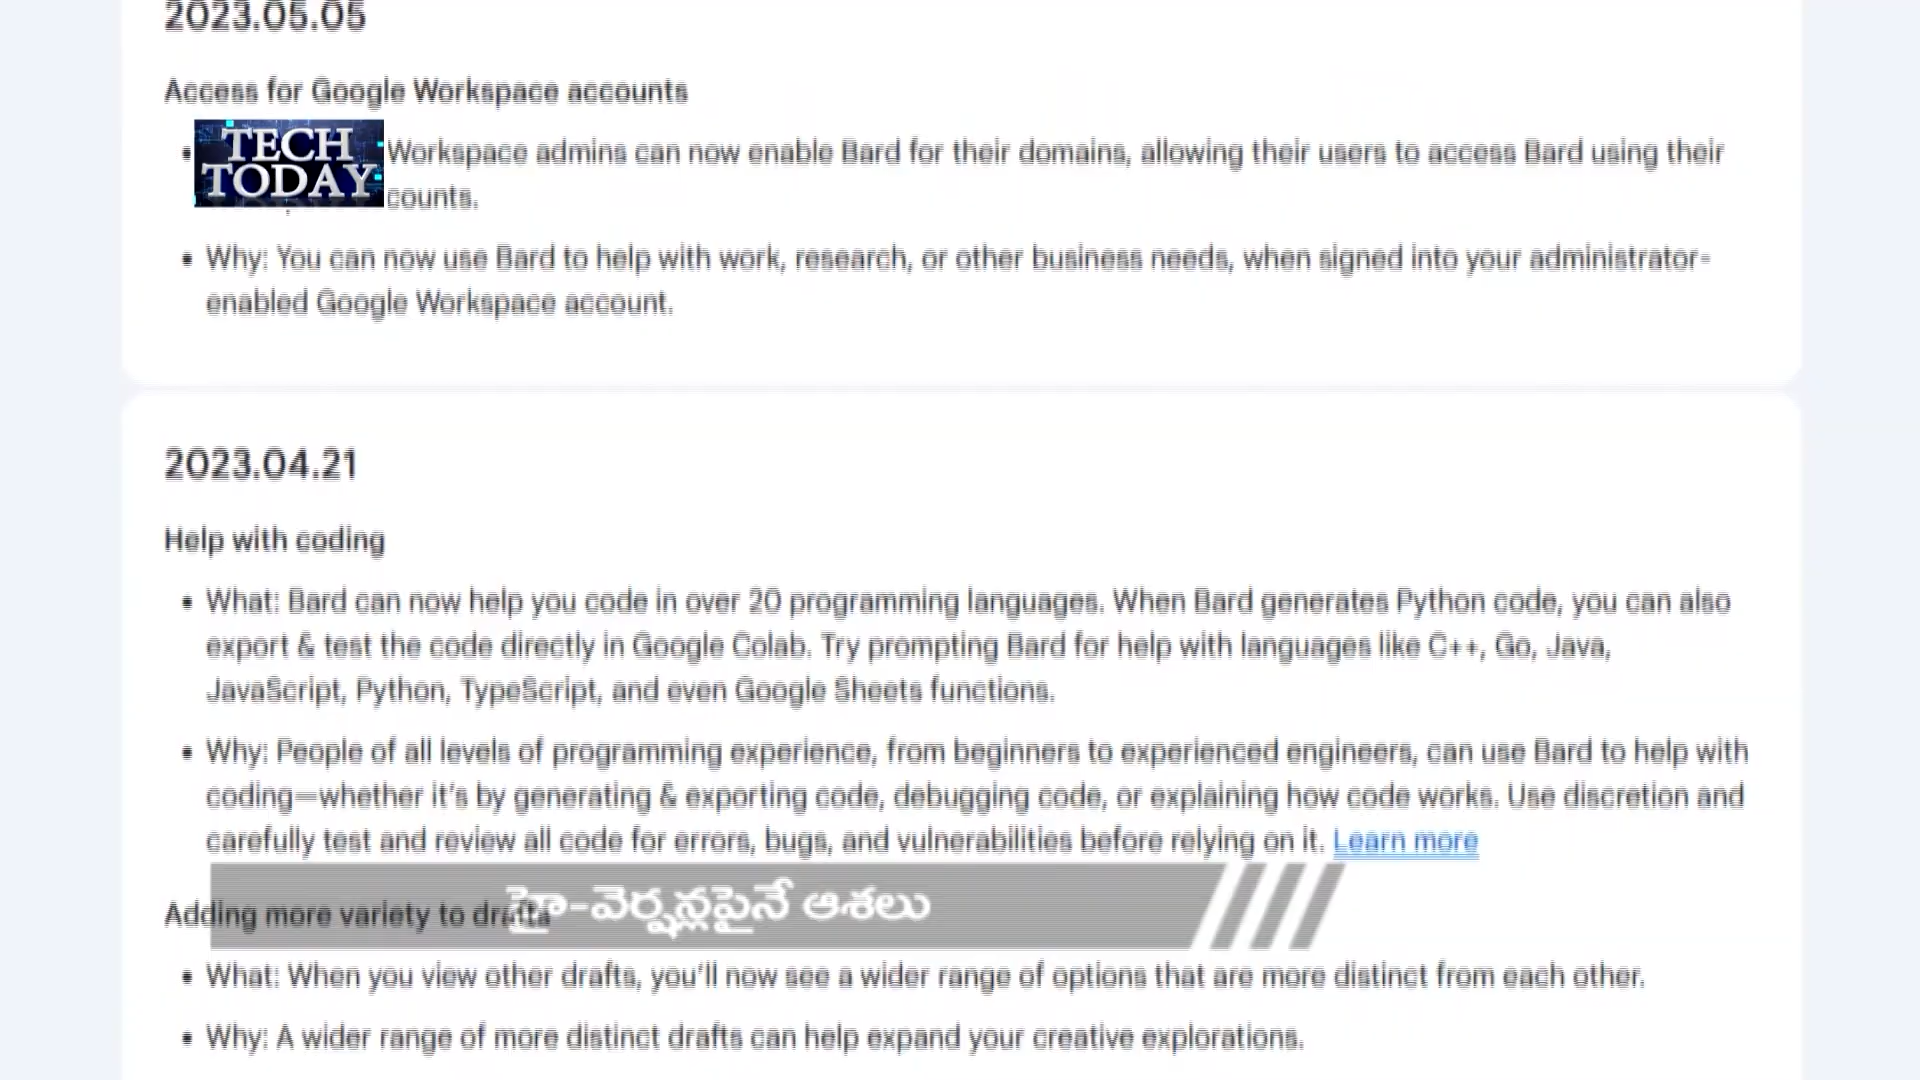 2023.05.05
Access for Google Workspace accounts
TECH
TODAY
Workspace admins can now enable Bard for their domains, allowing their users to access Bard using their
counts.
• Why: You can now use Bard to help with work, research, or other business needs, when signed into your administrator-
enabled Google Workspace account.
2023.04.21
Help with coding
• What: Bard can now help you code in over 20 programming languages. When Bard generates Python code, you can also
export & test the code directly in Google Colab. Try prompting Bard for help with languages like C++, Go, Java,
JavaScript, Python, TypeScript, and even Google Sheets functions.
• Why: People of all levels of programming experience, from beginners to experienced engineers, can use Bard to help with
coding—whether it's by generating & exporting code, debugging code, or explaining how code works. Use discretion and
carefully test and review all code for errors, bugs, and vulnerabilities before relying on it. Learn more
Adding more variety to drafts
హై-వెర్షన్లపైనే ఆశలు
• What: When you view other drafts, you'll now see a wider range of options that are more distinct from each other.
• Why: A wider range of more distinct drafts can help expand your creative explorations.